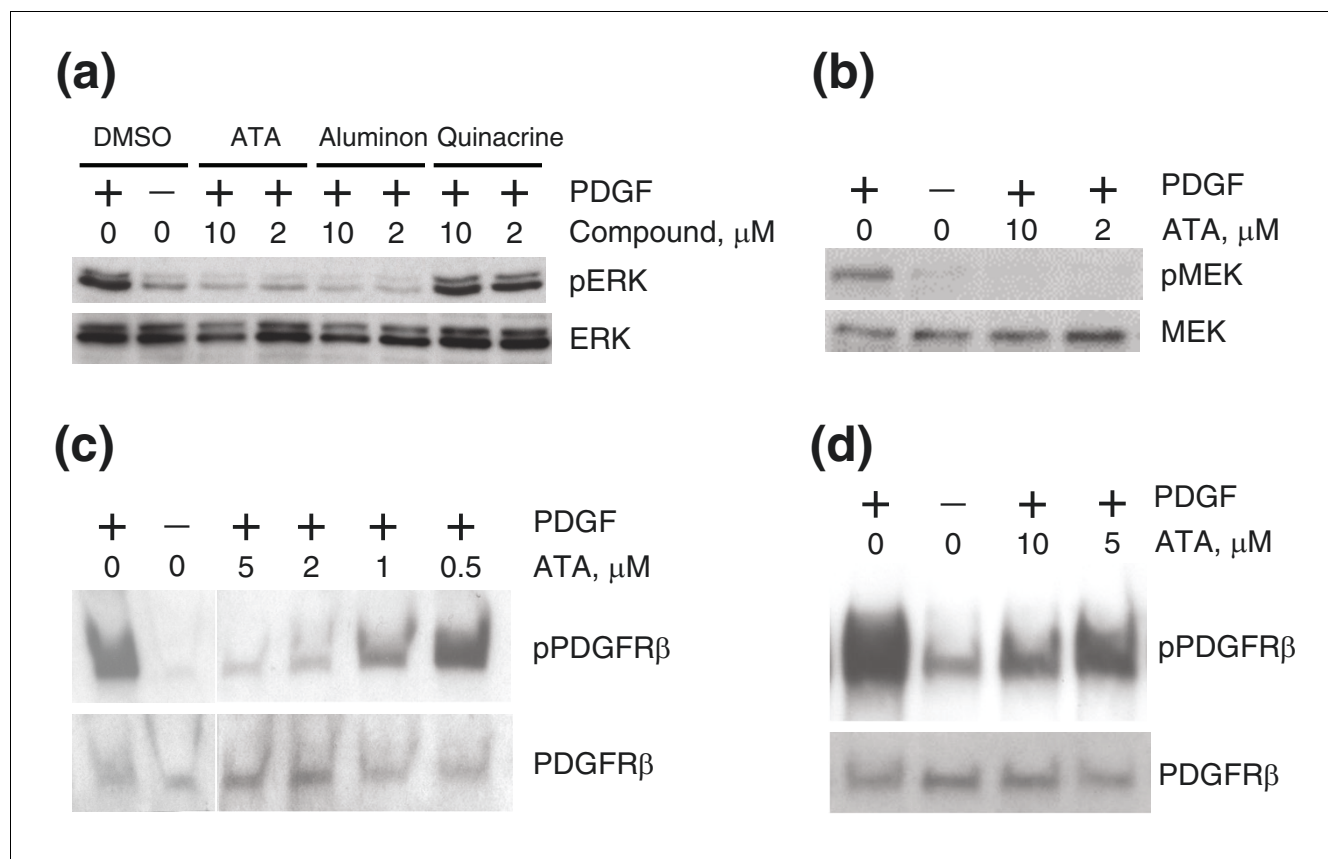 (a)
DMSO ATA Aluminon Quinacrine
+ − + + + + + + PDGF
0 0 10 2 10 2 10 2 Compound, μM
pERK
ERK
(b)
+ − + + PDGF
0 0 10 2 ATA, μM
pMEK
MEK
(c)
+ − + + + + PDGF
0 0 5 2 1 0.5 ATA, μM
pPDGFRβ
PDGFRβ
(d)
+ − + + PDGF
0 0 10 5 ATA, μM
pPDGFRβ
PDGFRβ